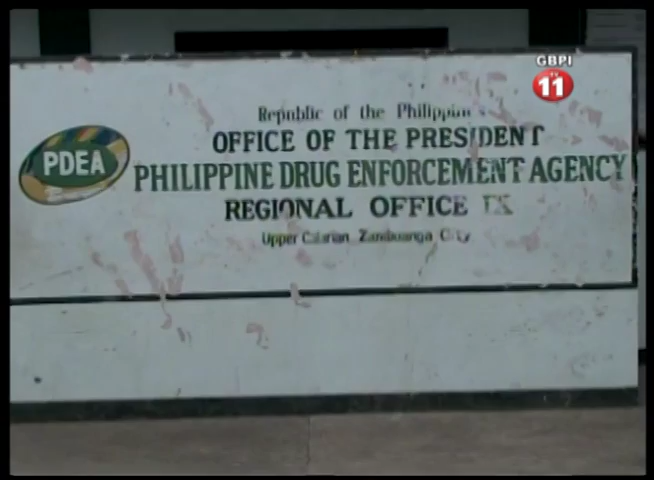 GBPI
TV
11
Republic of the Philippines
OFFICE OF THE PRESIDENT
PDEA
PHILIPPINE DRUG ENFORCEMENT AGENCY
REGIONAL OFFICE IX
Upper Calarian, Zamboanga City